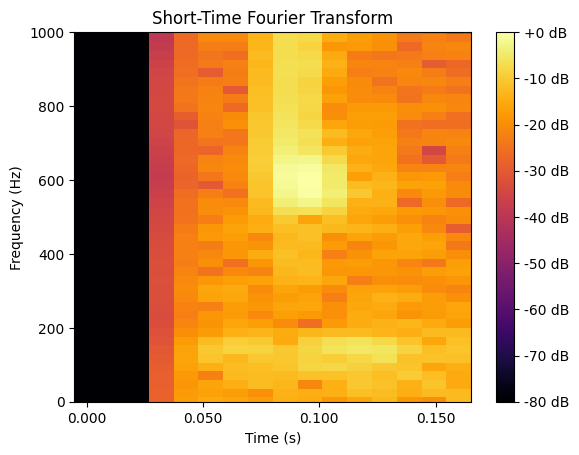 Short-Time Fourier Transform
1000
800
600
400
200
0
Frequency (Hz)
0.000
0.050
0.100
0.150
Time (s)
+0 dB
-10 dB
-20 dB
-30 dB
-40 dB
-50 dB
-60 dB
-70 dB
-80 dB